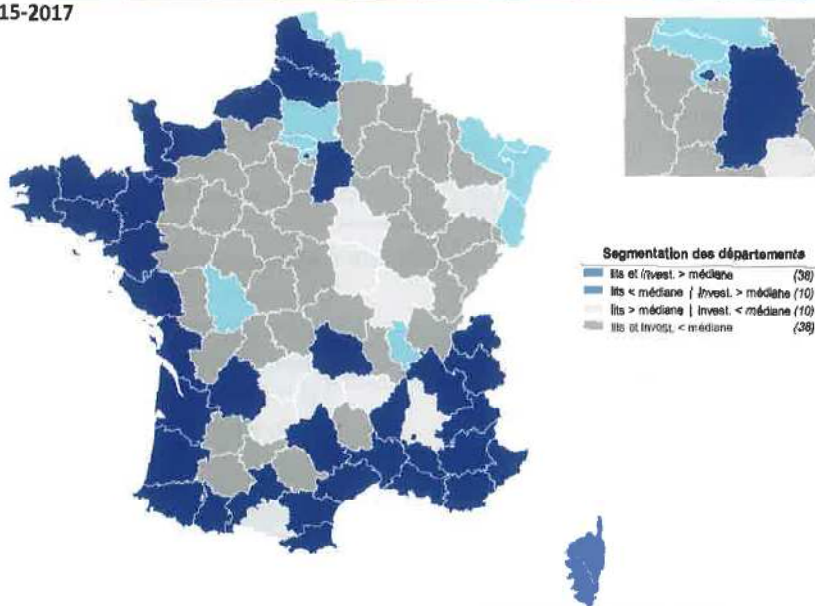 15-2017
Segmentation des départements
lits et invest. > médiane (38)
lits < médiane | invest. > médiane (10)
lits > médiane | invest. < médiane (10)
lits et invest. < médiane (38)